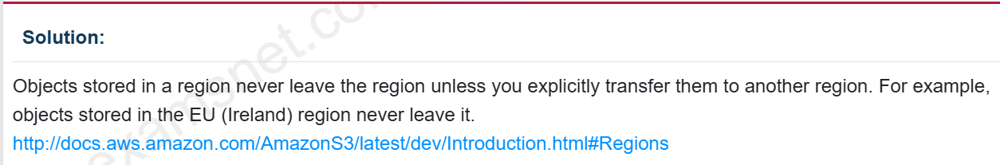 Solution:
Objects stored in a region never leave the region unless you explicitly transfer them to another region. For example,
objects stored in the EU (Ireland) region never leave it.
http://docs.aws.amazon.com/AmazonS3/latest/dev/Introduction.html#Regions
examsnet.co